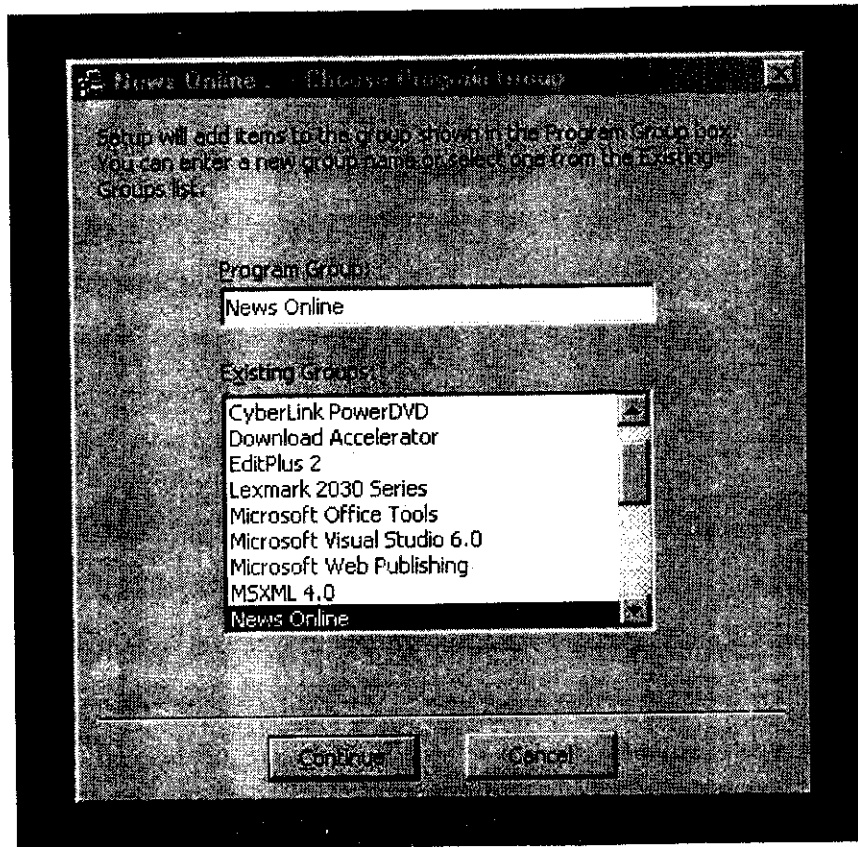 News Online - Choose Program Group
Setup will add items to the group shown in the Program Group box.
You can enter a new group name or select one from the Existing
Groups list.
Program Group:
News Online
Existing Groups:
CyberLink PowerDVD
Download Accelerator
EditPlus 2
Lexmark 2030 Series
Microsoft Office Tools
Microsoft Visual Studio 6.0
Microsoft Web Publishing
MSXML 4.0
News Online
Continue
Cancel